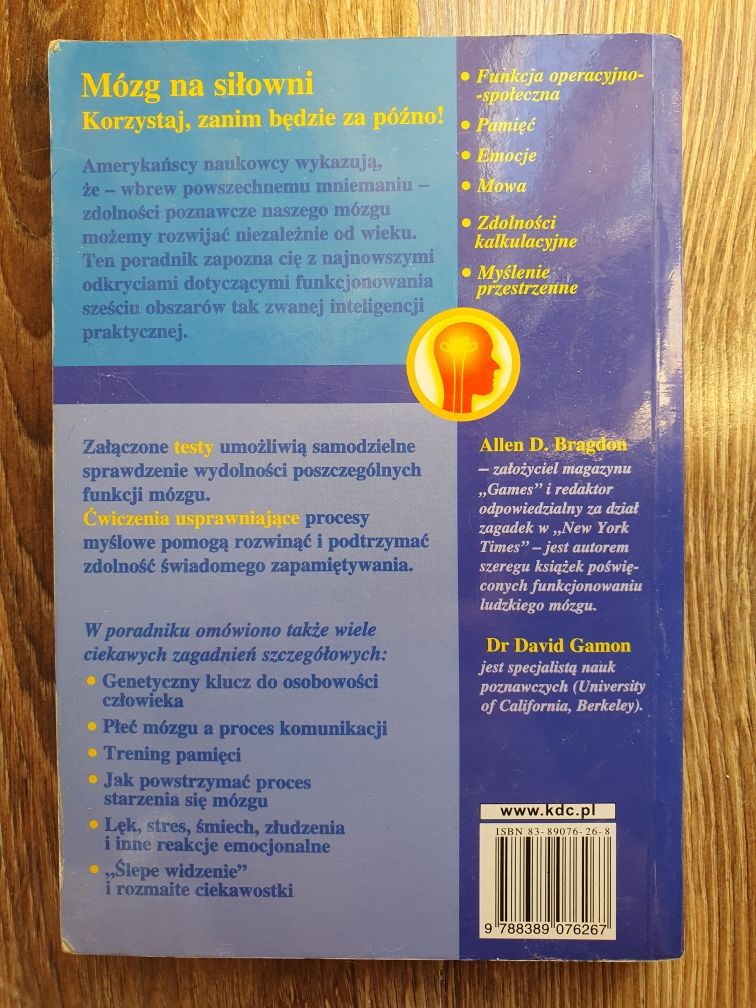 Mózg na siłowni
Korzystaj, zanim będzie za późno!
Amerykańscy naukowcy wykazują,
że – wbrew powszechnemu mniemaniu –
zdolności poznawcze naszego mózgu
możemy rozwijać niezależnie od wieku.
Ten poradnik zapozna cię z najnowszymi
odkryciami dotyczącymi funkcjonowania
sześciu obszarów tak zwanej inteligencji
praktycznej.
• Funkcja operacyjno-
-społeczna
• Pamięć
• Emocje
• Mowa
• Zdolności
kalkulacyjne
• Myślenie
przestrzenne
Załączone testy umożliwią samodzielne
sprawdzenie wydolności poszczególnych
funkcji mózgu.
Ćwiczenia usprawniające procesy
myślowe pomogą rozwinąć i podtrzymać
zdolność świadomego zapamiętywania.
W poradniku omówiono także wiele
ciekawych zagadnień szczegółowych:
• Genetyczny klucz do osobowości
człowieka
• Płeć mózgu a proces komunikacji
• Trening pamięci
• Jak powstrzymać proces
starzenia się mózgu
• Lęk, stres, śmiech, złudzenia
i inne reakcje emocjonalne
• „Ślepe widzenie”
i rozmaite ciekawostki
Allen D. Bragdon
– założyciel magazynu
„Games” i redaktor
odpowiedzialny za dział
zagadek w „New York
Times” – jest autorem
szeregu książek poświę-
conych funkcjonowaniu
ludzkiego mózgu.
Dr David Gamon
jest specjalistą nauk
poznawczych (University
of California, Berkeley).
www.kdc.pl
ISBN 83-89076-26-8
9 788389 076267